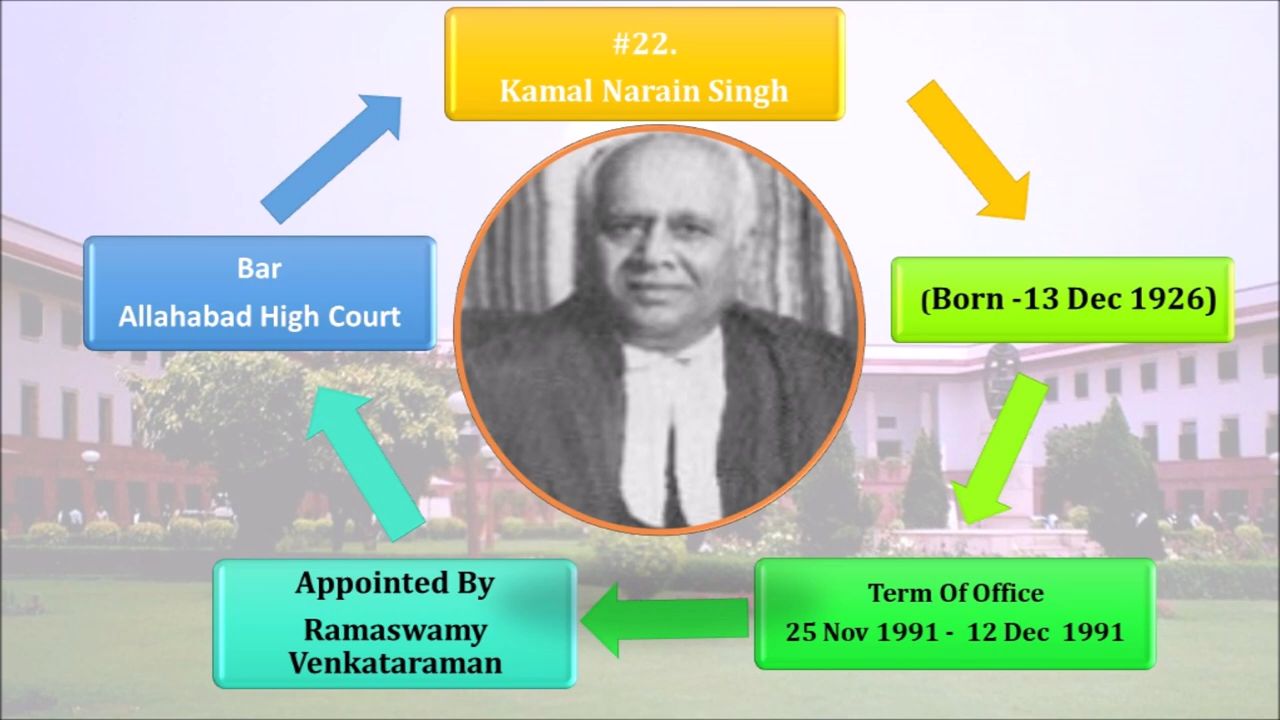 #22.
Kamal Narain Singh
(Born -13 Dec 1926)
Term Of Office
25 Nov 1991 - 12 Dec 1991
Appointed By
Ramaswamy
Venkataraman
Bar
Allahabad High Court